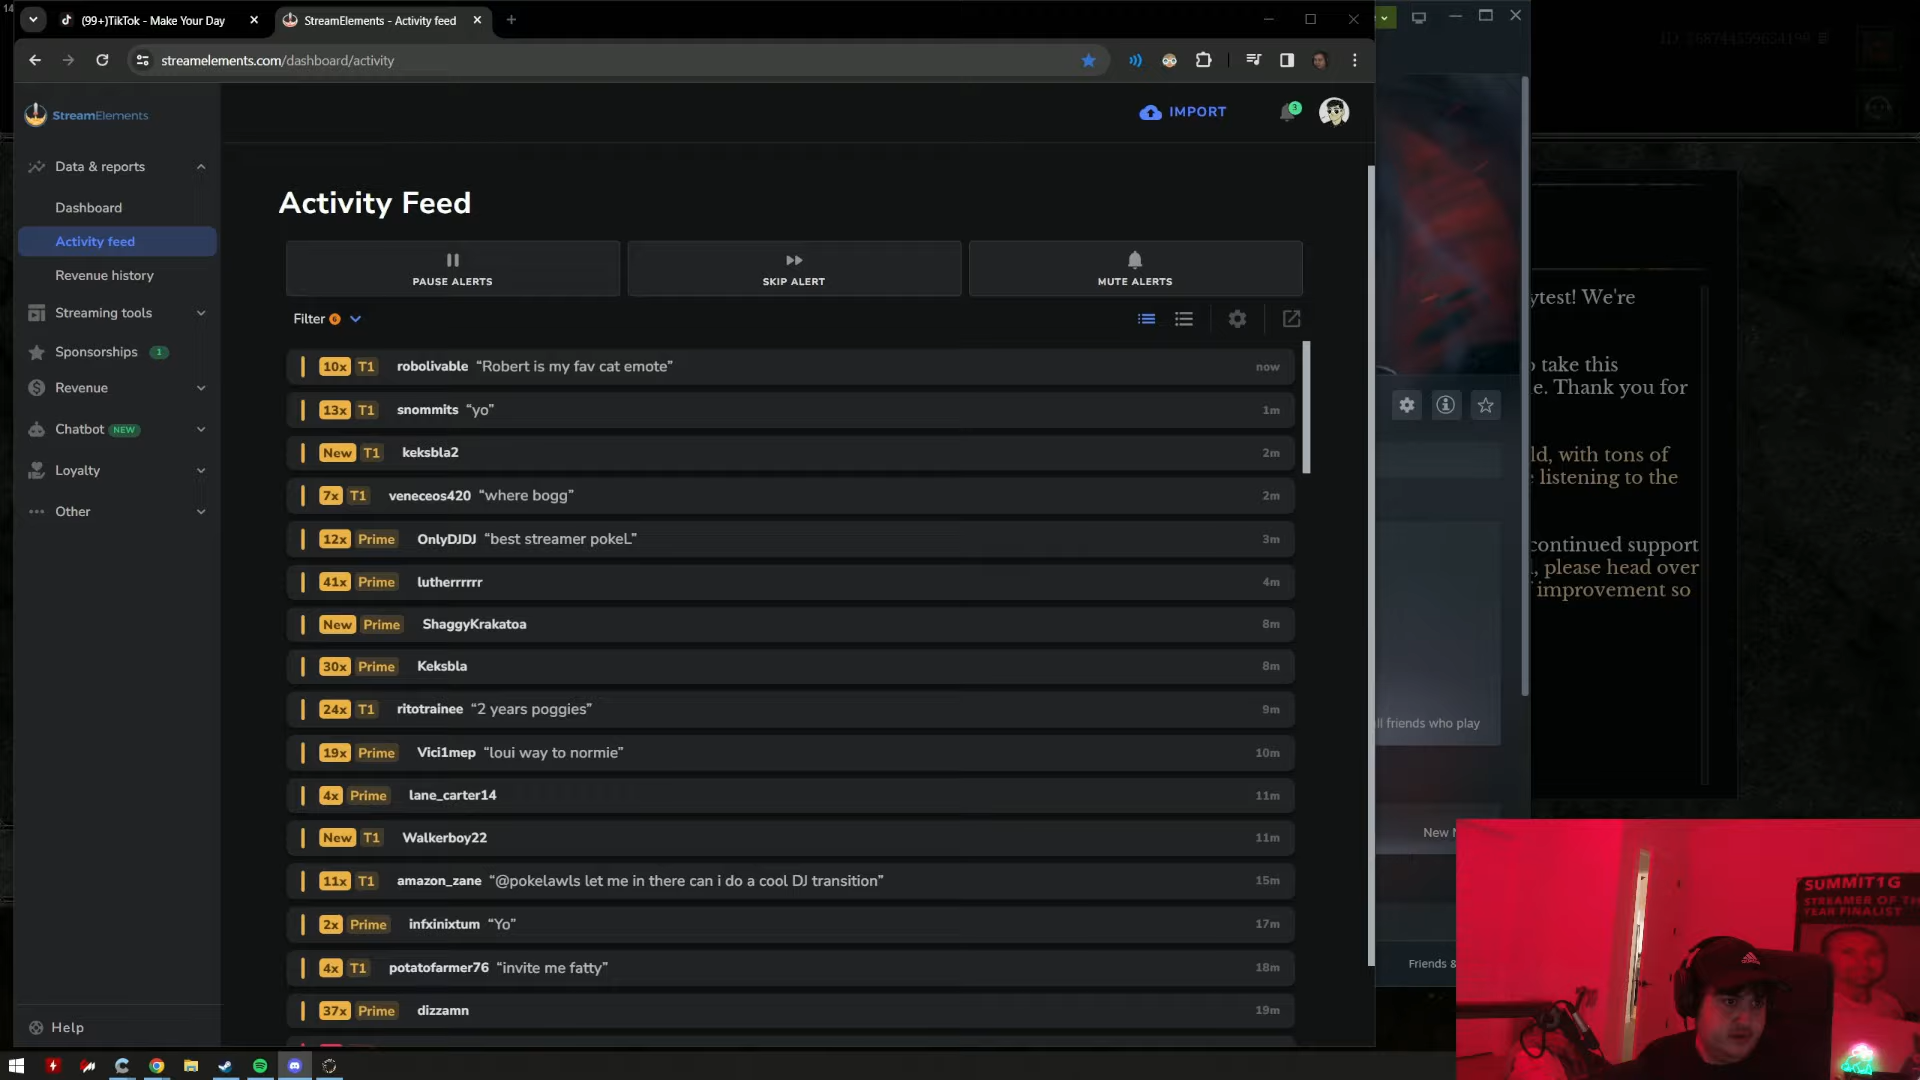 (99+)TikTok - Make Your Day
StreamElements - Activity feed
streamelements.com/dashboard/activity
StreamElements
IMPORT
3
Data & reports
Dashboard
Activity feed
Revenue history
Streaming tools
Sponsorships 1
Revenue
Chatbot NEW
Loyalty
Other
Help
Activity Feed
PAUSE ALERTS
SKIP ALERT
MUTE ALERTS
Filter 6
10x T1 robolivable “Robert is my fav cat emote” now
13x T1 snommits “yo” 1m
New T1 keksbla2 2m
7x T1 veneceos420 “where bogg” 2m
12x Prime OnlyDJDJ “best streamer pokeL” 3m
41x Prime lutherrrrrr 4m
New Prime ShaggyKrakatoa 8m
30x Prime Keksbla 8m
24x T1 ritotrainee “2 years poggies” 9m
19x Prime Vici1mep “loui way to normie” 10m
4x Prime lane_carter14 11m
New T1 Walkerboy22 11m
11x T1 amazon_zane “@pokelawls let me in there can i do a cool DJ transition” 15m
2x Prime infxinixtum “Yo” 17m
4x T1 potatofarmer76 “invite me fatty” 18m
37x Prime dizzamn 19m
ytest! We're
o take this
e. Thank you for
ld, with tons of
e listening to the
continued support
, please head over
f improvement so
ll friends who play
New
Friends &
SUMMIT1G
STREAMER OF TH
YEAR FINALIST